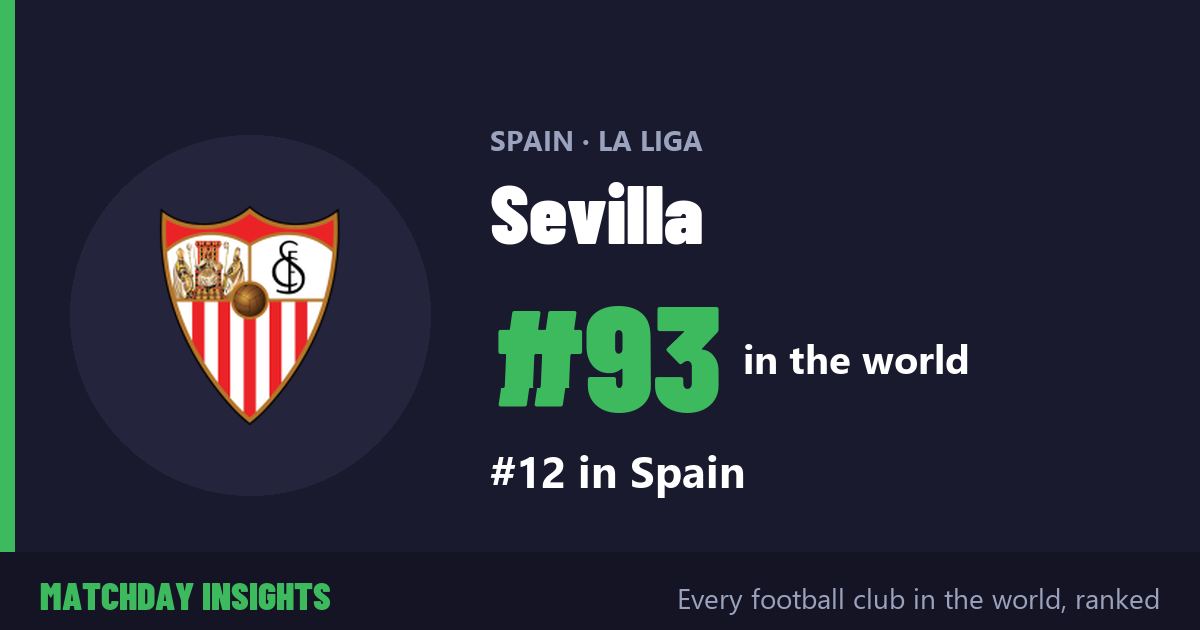 SPAIN · LA LIGA
Sevilla
#93 in the world
#12 in Spain
MATCHDAY INSIGHTS
Every football club in the world, ranked